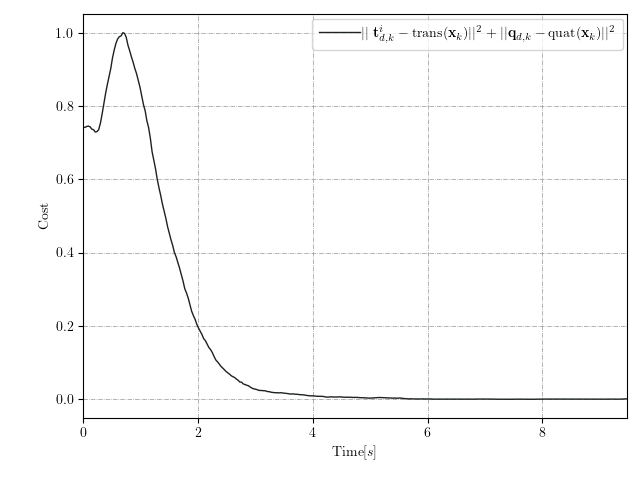 || t^i_{d,k} − trans(x_k)||² + ||q_{d,k} − quat(x_k)||²
1.0
0.8
0.6
0.4
0.2
0.0
Cost
0 2 4 6 8
Time[s]